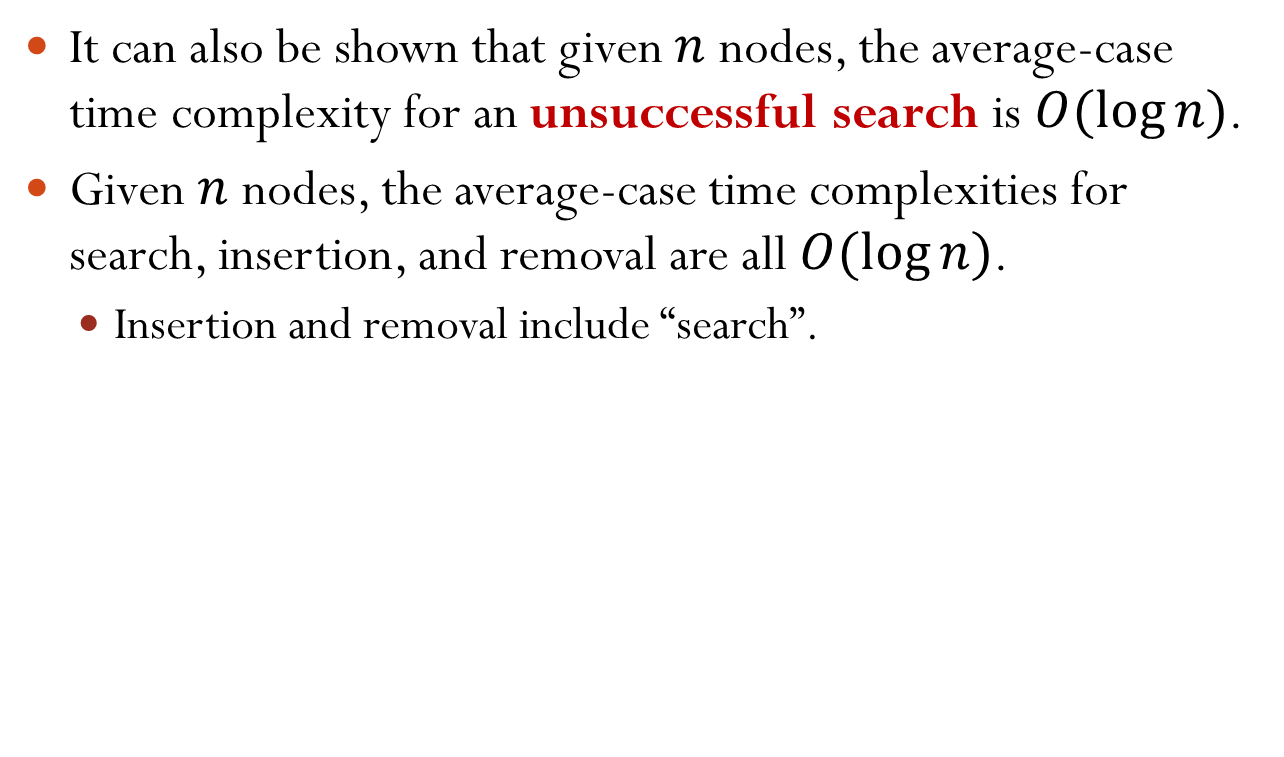 • It can also be shown that given 𝑛 nodes, the average-case
time complexity for an unsuccessful search is 𝑂(log 𝑛).
• Given 𝑛 nodes, the average-case time complexities for
search, insertion, and removal are all 𝑂(log 𝑛).
• Insertion and removal include “search”.